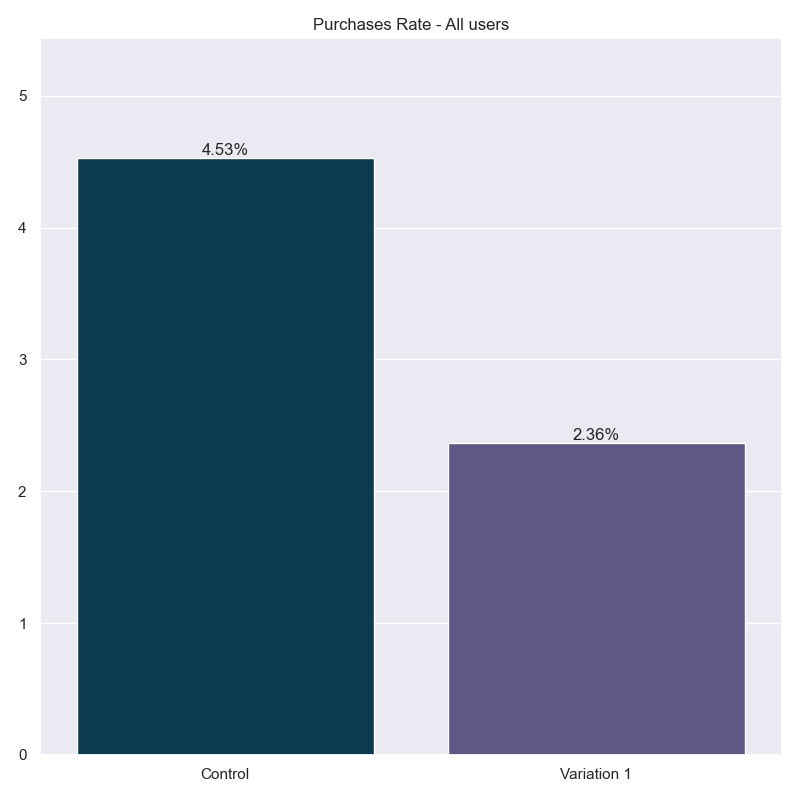 Purchases Rate - All users
5
4
3
2
1
0
4.53%
2.36%
Control
Variation 1